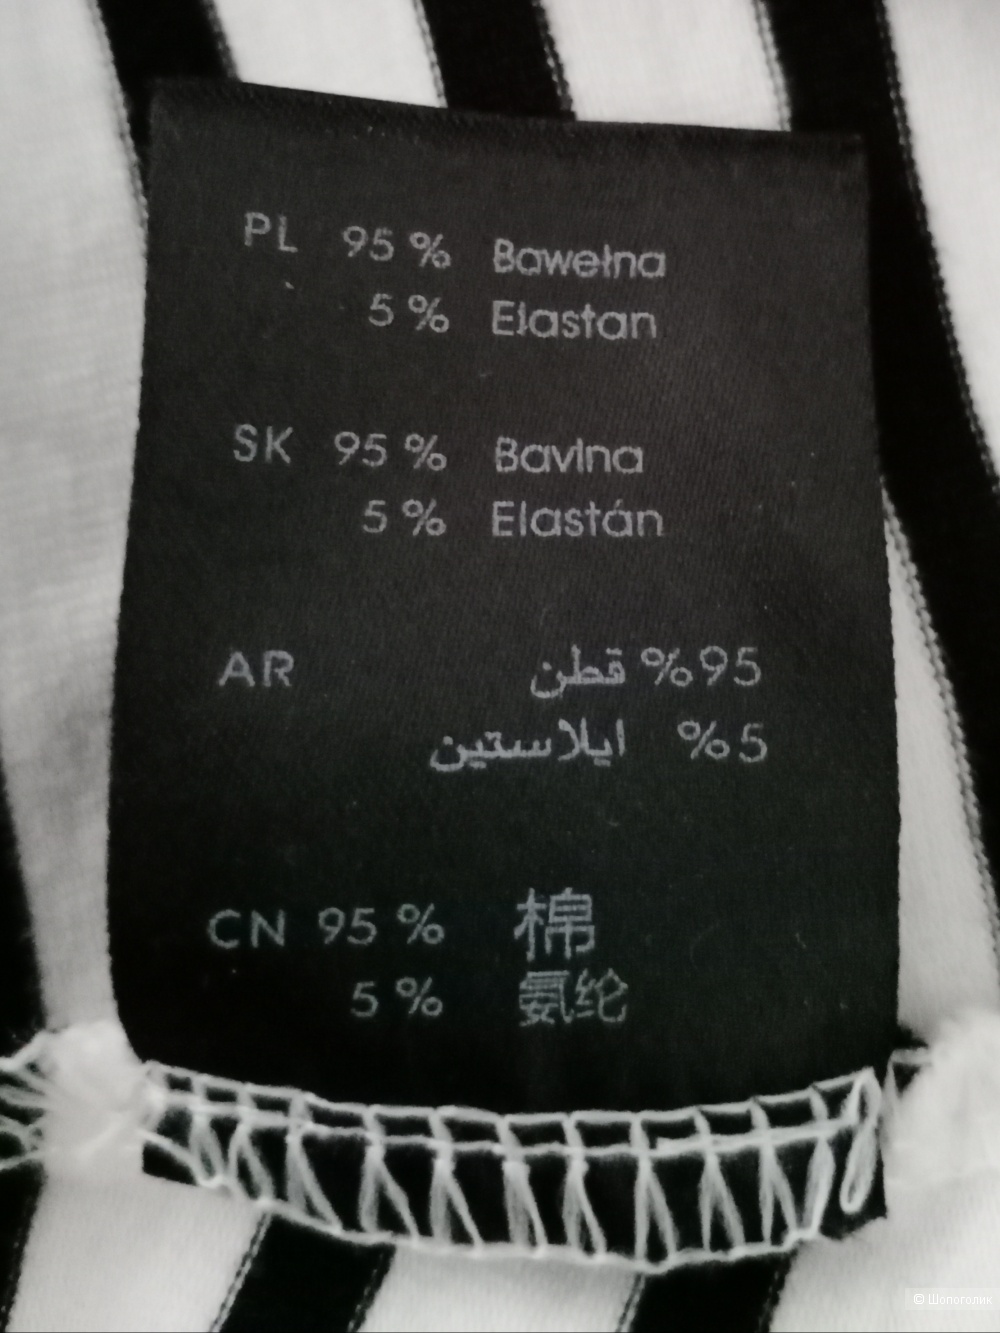 PL 95 % Bawełna
5 % Elastan
SK 95 % Bavlna
5 % Elastán
AR %95 قطن
%5 ايلاستين
CN 95 % 棉
5 % 氨纶
© Шопоголик